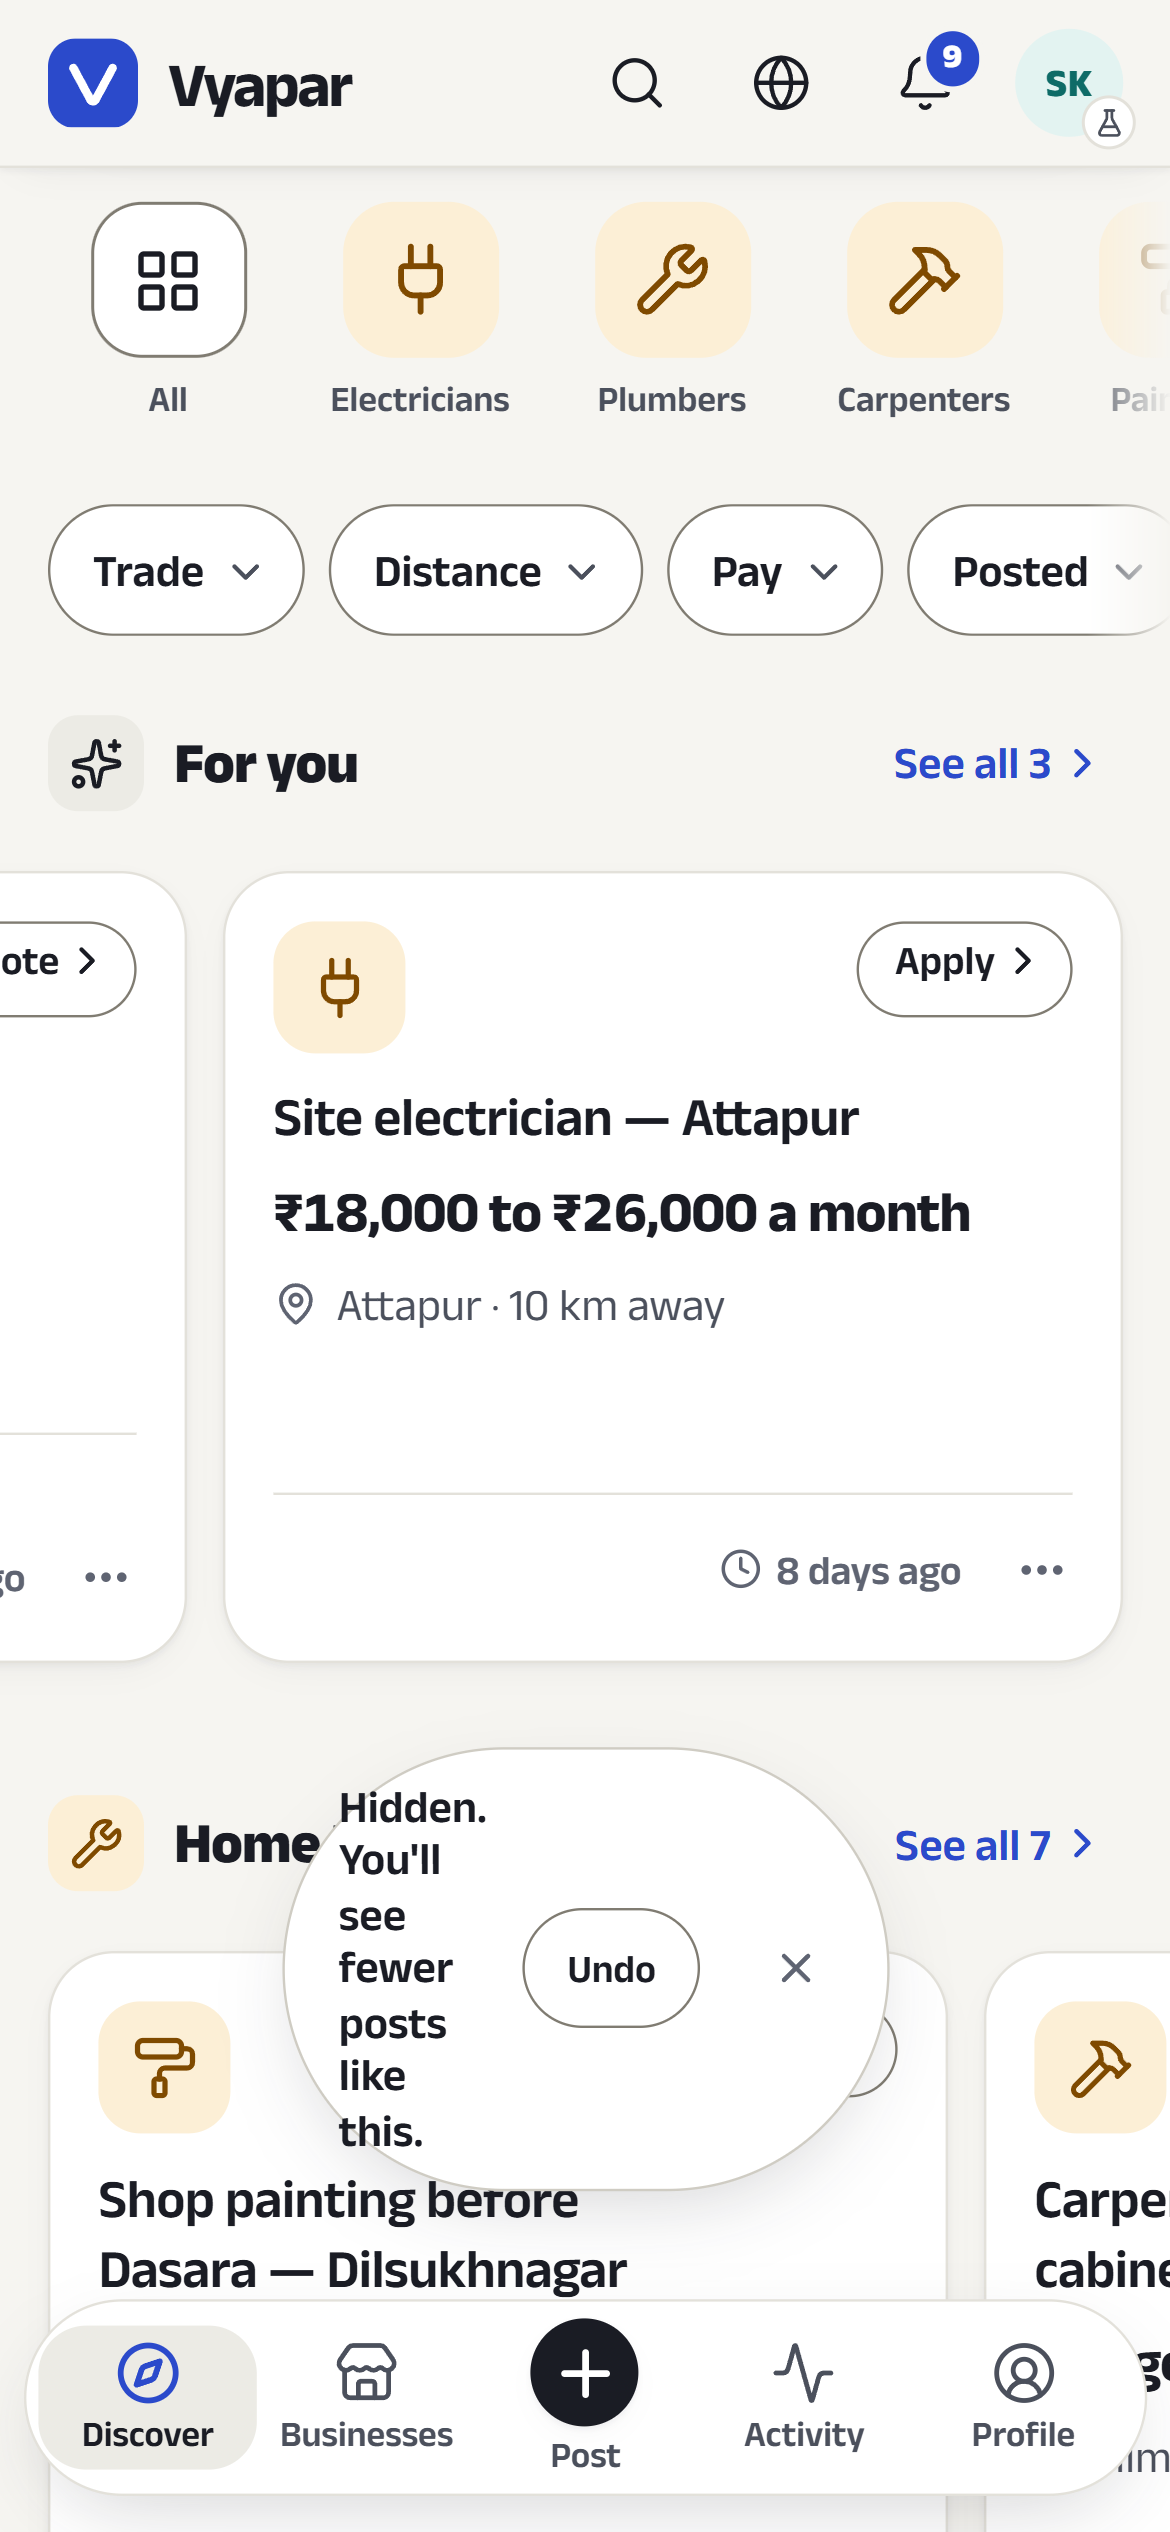 Vyapar
9
SK
All
Electricians
Plumbers
Carpenters
Trade
Distance
Pay
Posted
For you
See all 3
Apply
Site electrician — Attapur
₹18,000 to ₹26,000 a month
Attapur · 10 km away
8 days ago
Home
See all 7
Hidden.
You'll
see
fewer
posts
like
this.
Undo
Shop painting before
Dasara — Dilsukhnagar
Discover
Businesses
Post
Activity
Profile